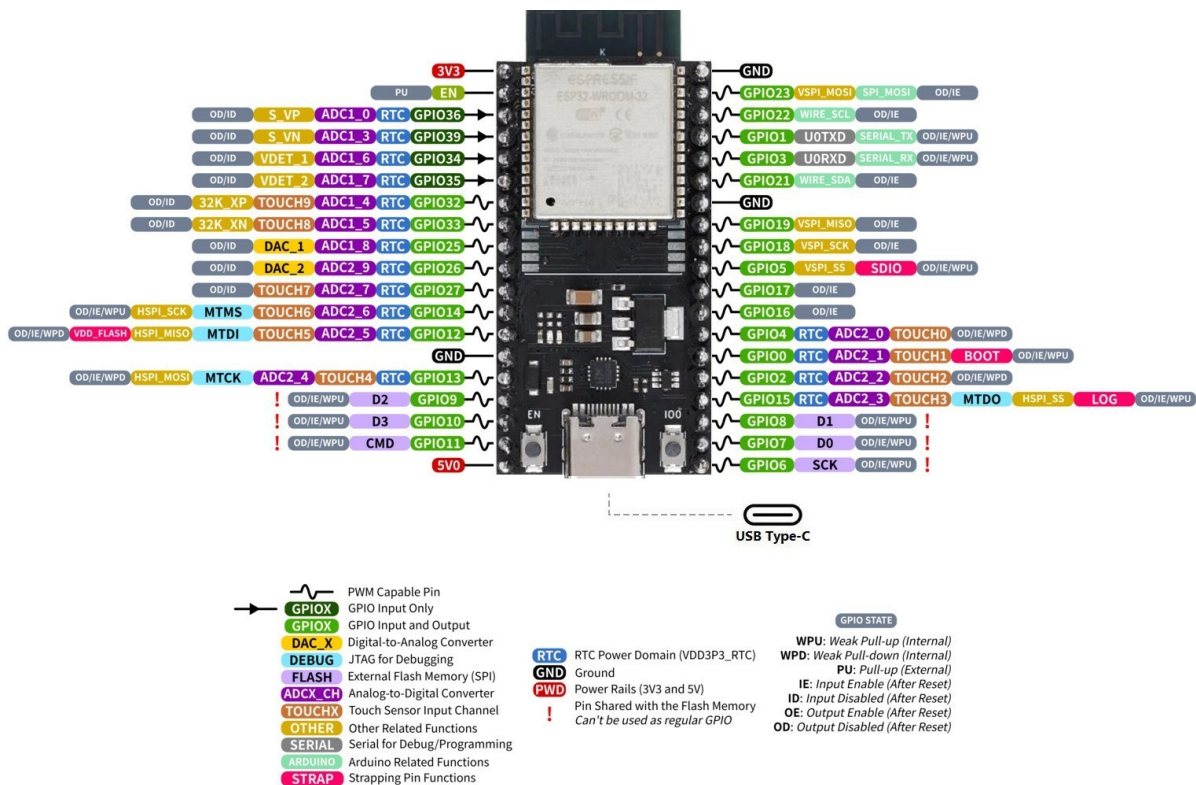 3V3
PU EN
OD/ID S_VP ADC1_0 RTC GPIO36
OD/ID S_VN ADC1_3 RTC GPIO39
OD/ID VDET_1 ADC1_6 RTC GPIO34
OD/ID VDET_2 ADC1_7 RTC GPIO35
OD/ID 32K_XP TOUCH9 ADC1_4 RTC GPIO32
OD/ID 32K_XN TOUCH8 ADC1_5 RTC GPIO33
OD/ID DAC_1 ADC1_8 RTC GPIO25
OD/ID DAC_2 ADC2_9 RTC GPIO26
OD/ID TOUCH7 ADC2_7 RTC GPIO27
OD/IE/WPU HSPI_SCK MTMS TOUCH6 ADC2_6 RTC GPIO14
OD/IE/WPD VDD_FLASH HSPI_MISO MTDI TOUCH5 ADC2_5 RTC GPIO12
GND
OD/IE/WPD HSPI_MOSI MTCK ADC2_4 TOUCH4 RTC GPIO13
! OD/IE/WPU D2 GPIO9
! OD/IE/WPU D3 GPIO10
! OD/IE/WPU CMD GPIO11
5V0
K
ESPRESSIF
ESP32-WROOM-32
CE
EN
IO0
GND
GPIO23 VSPI_MOSI SPI_MOSI OD/IE
GPIO22 WIRE_SCL OD/IE
GPIO1 U0TXD SERIAL_TX OD/IE/WPU
GPIO3 U0RXD SERIAL_RX OD/IE/WPU
GPIO21 WIRE_SDA OD/IE
GND
GPIO19 VSPI_MISO OD/IE
GPIO18 VSPI_SCK OD/IE
GPIO5 VSPI_SS SDIO OD/IE/WPU
GPIO17 OD/IE
GPIO16 OD/IE
GPIO4 RTC ADC2_0 TOUCH0 OD/IE/WPD
GPIO0 RTC ADC2_1 TOUCH1 BOOT OD/IE/WPU
GPIO2 RTC ADC2_2 TOUCH2 OD/IE/WPD
GPIO15 RTC ADC2_3 TOUCH3 MTDO HSPI_SS LOG OD/IE/WPU
GPIO8 D1 OD/IE/WPU !
GPIO7 D0 OD/IE/WPU !
GPIO6 SCK OD/IE/WPU !
USB Type-C
PWM Capable Pin
GPIOX GPIO Input Only
GPIOX GPIO Input and Output
DAC_X Digital-to-Analog Converter
DEBUG JTAG for Debugging
FLASH External Flash Memory (SPI)
ADCX_CH Analog-to-Digital Converter
TOUCHX Touch Sensor Input Channel
OTHER Other Related Functions
SERIAL Serial for Debug/Programming
ARDUINO Arduino Related Functions
STRAP Strapping Pin Functions
RTC RTC Power Domain (VDD3P3_RTC)
GND Ground
PWD Power Rails (3V3 and 5V)
! Pin Shared with the Flash Memory
Can't be used as regular GPIO
GPIO STATE
WPU: Weak Pull-up (Internal)
WPD: Weak Pull-down (Internal)
PU: Pull-up (External)
IE: Input Enable (After Reset)
ID: Input Disabled (After Reset)
OE: Output Enable (After Reset)
OD: Output Disabled (After Reset)